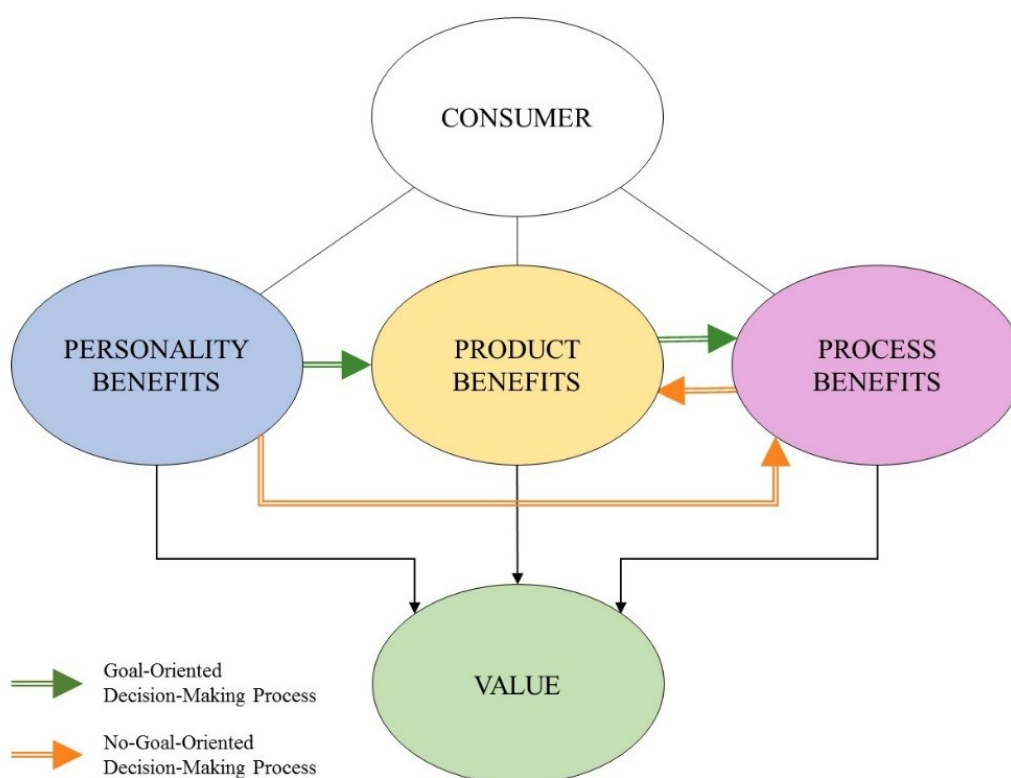 CONSUMER
PERSONALITY
BENEFITS
PRODUCT
BENEFITS
PROCESS
BENEFITS
VALUE
Goal-Oriented
Decision-Making Process
No-Goal-Oriented
Decision-Making Process